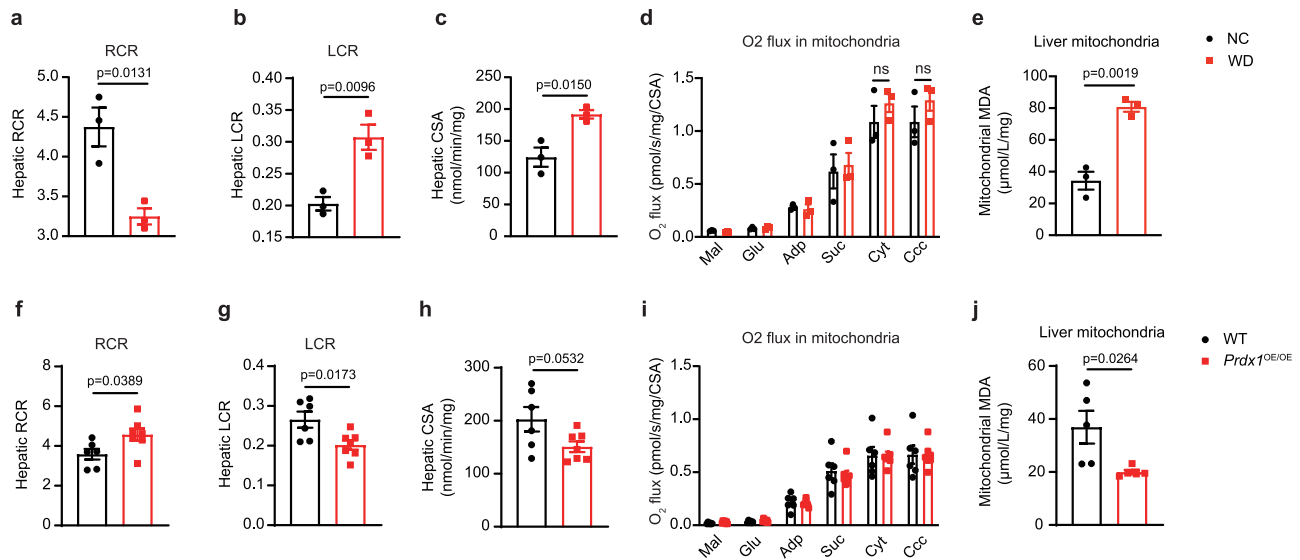 a
RCR
p=0.0131
Hepatic RCR
5.0
4.5
4.0
3.5
3.0
b
LCR
p=0.0096
Hepatic LCR
0.40
0.35
0.30
0.25
0.20
0.15
c
p=0.0150
Hepatic CSA
(nmol/min/mg)
250
200
150
100
50
0
d
O2 flux in mitochondria
ns
ns
O2 flux (pmol/s/mg/CSA)
1.5
1.0
0.5
0.0
Mal
Glu
Adp
Suc
Cyt
Ccc
e
Liver mitochondria
p=0.0019
Mitochondrial MDA
(μmol/L/mg)
100
80
60
40
20
0
NC
WD
f
RCR
p=0.0389
Hepatic RCR
8
6
4
2
0
g
LCR
p=0.0173
Hepatic LCR
0.4
0.3
0.2
0.1
0.0
h
p=0.0532
Hepatic CSA
(nmol/min/mg)
300
200
100
0
i
O2 flux in mitochondria
O2 flux (pmol/s/mg/CSA)
1.5
1.0
0.5
0.0
Mal
Glu
Adp
Suc
Cyt
Ccc
j
Liver mitochondria
p=0.0264
Mitochondrial MDA
(μmol/L/mg)
60
40
20
0
WT
Prdx1OE/OE